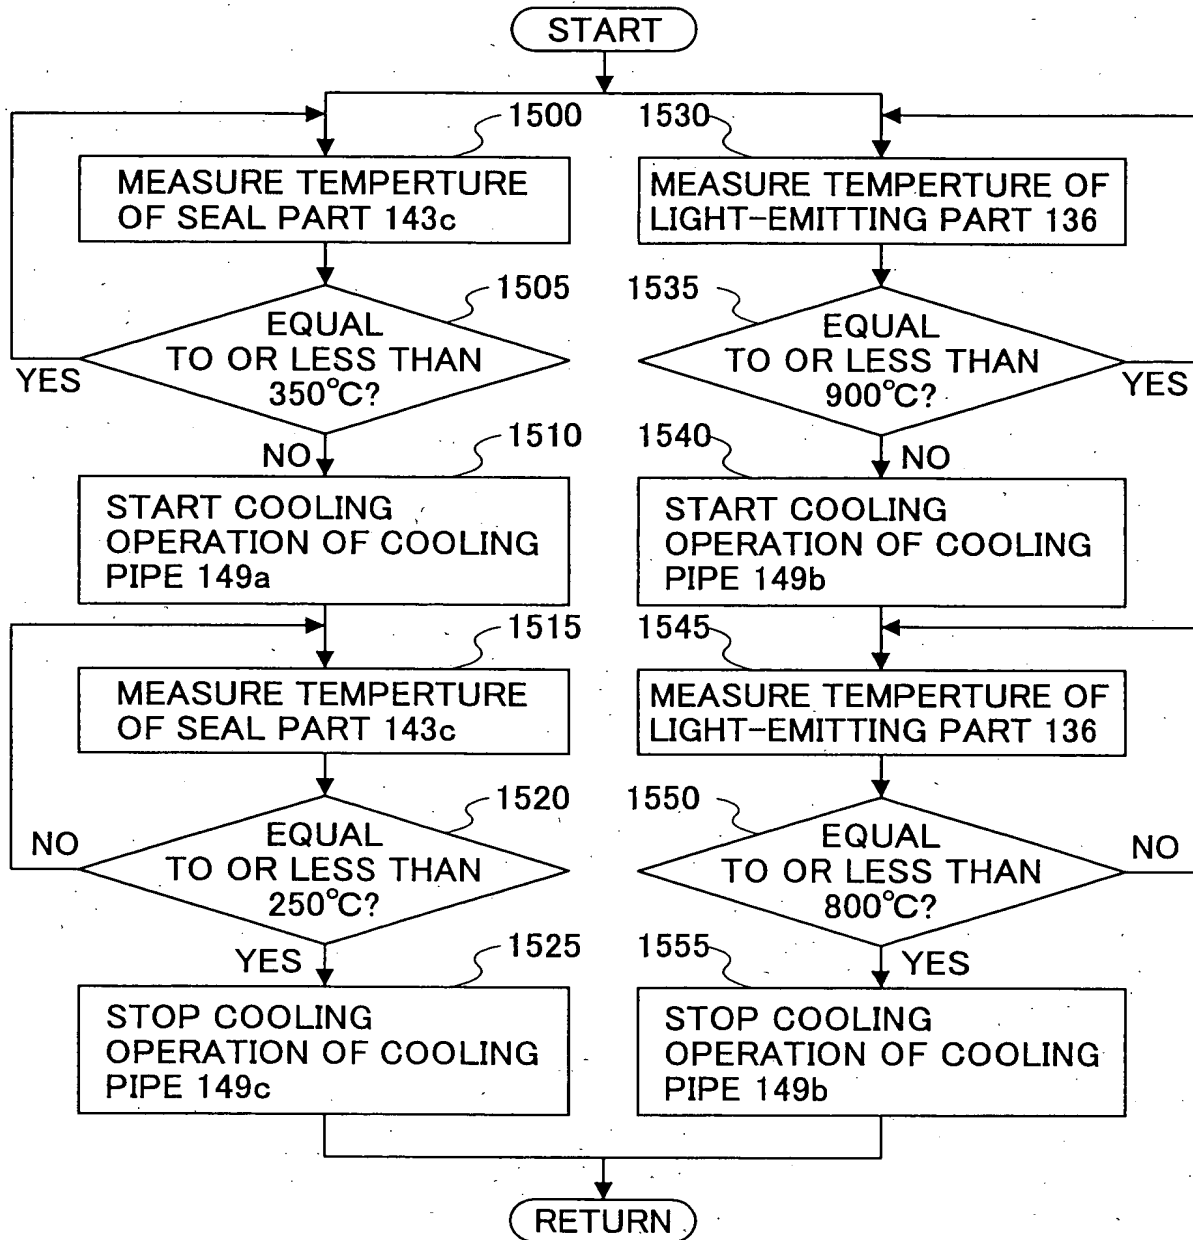 START
1500
MEASURE TEMPERTURE
OF SEAL PART 143c
1505
EQUAL
TO OR LESS THAN
350°C?
YES
NO
1510
START COOLING
OPERATION OF COOLING
PIPE 149a
1515
MEASURE TEMPERTURE
OF SEAL PART 143c
1520
EQUAL
TO OR LESS THAN
250°C?
NO
YES
1525
STOP COOLING
OPERATION OF COOLING
PIPE 149c
1530
MEASURE TEMPERATURE OF
LIGHT-EMITTING PART 136
1535
EQUAL
TO OR LESS THAN
900°C?
YES
NO
1540
START COOLING
OPERATION OF COOLING
PIPE 149b
1545
MEASURE TEMPERATURE OF
LIGHT-EMITTING PART 136
1550
EQUAL
TO OR LESS THAN
800°C?
NO
YES
1555
STOP COOLING
OPERATION OF COOLING
PIPE 149b
RETURN